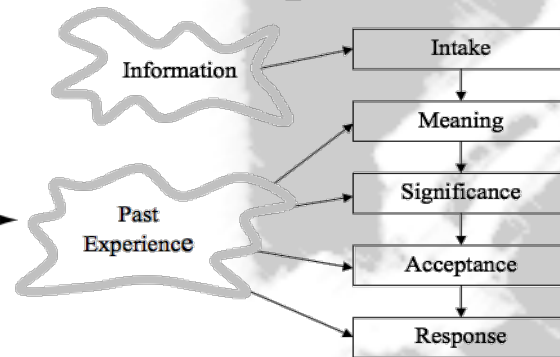 Information
Past
Experience
Intake
Meaning
Significance
Acceptance
Response